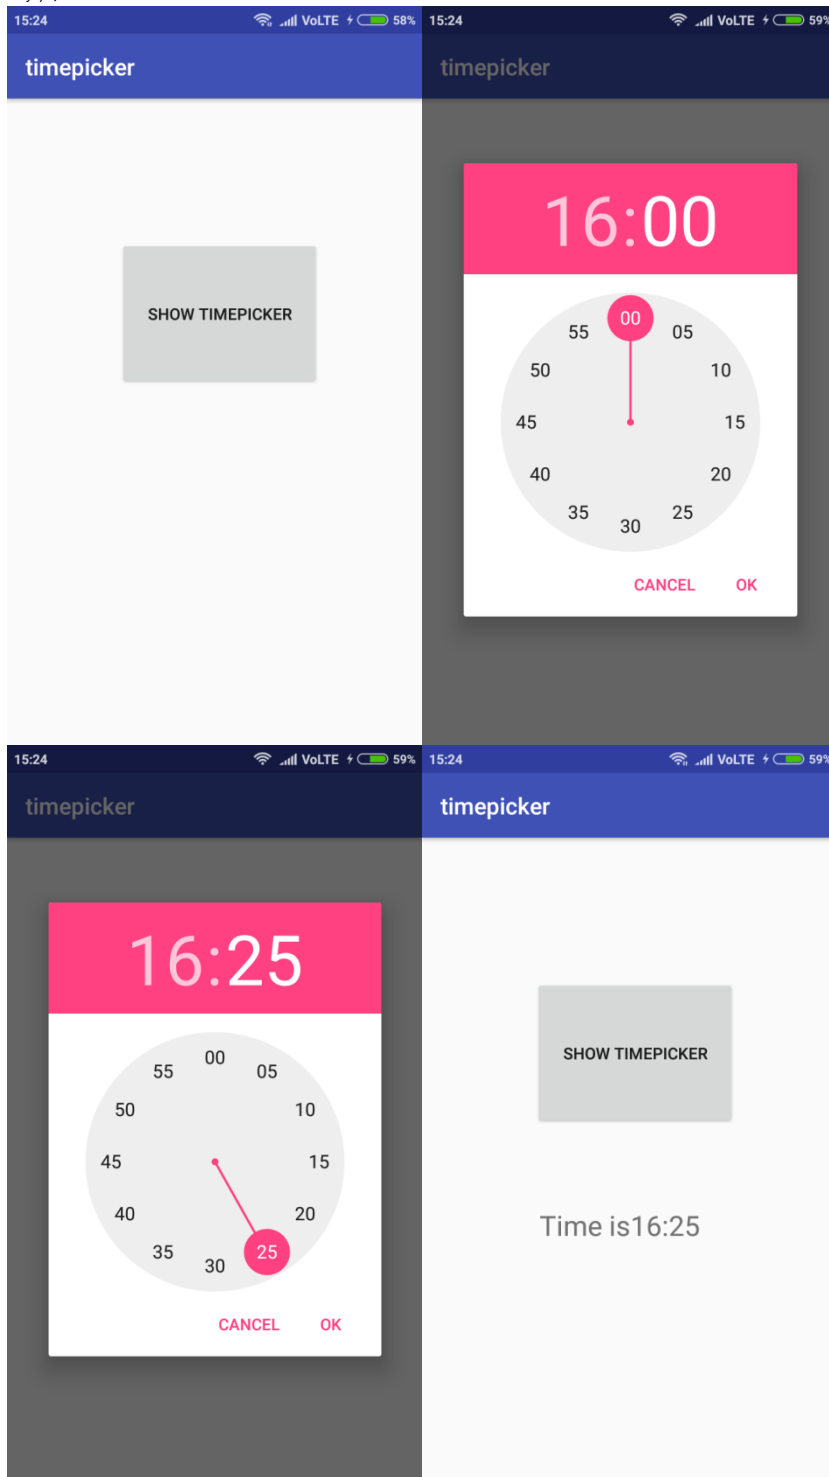 15:24 VoLTE 58%
timepicker
SHOW TIMEPICKER
15:24 VoLTE 59%
timepicker
16:00
00
55 05
50 10
45 15
40 20
35 25
30
CANCEL OK
15:24 VoLTE 59%
timepicker
16:25
00
55 05
50 10
45 15
40 20
35 25
30
CANCEL OK
15:24 VoLTE 59%
timepicker
SHOW TIMEPICKER
Time is16:25